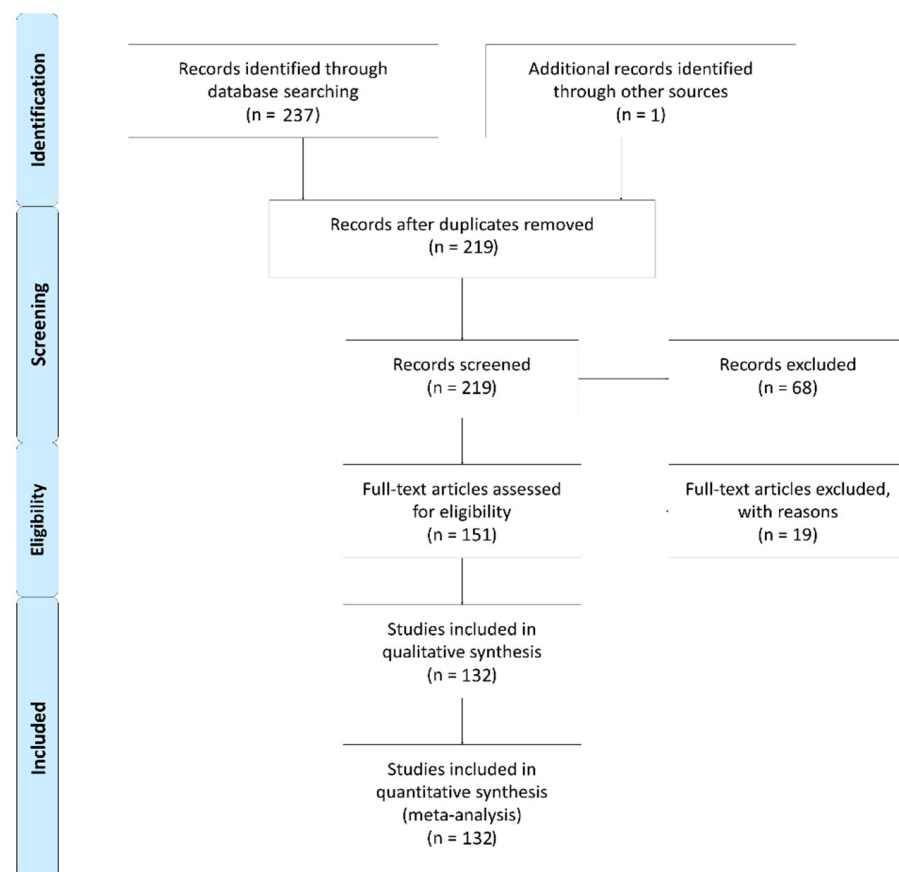 Identification
Records identified through
database searching
(n = 237)
Additional records identified
through other sources
(n = 1)
Screening
Records after duplicates removed
(n = 219)
Records screened
(n = 219)
Records excluded
(n = 68)
Eligibility
Full-text articles assessed
for eligibility
(n = 151)
Full-text articles excluded,
with reasons
(n = 19)
Included
Studies included in
qualitative synthesis
(n = 132)
Studies included in
quantitative synthesis
(meta-analysis)
(n = 132)